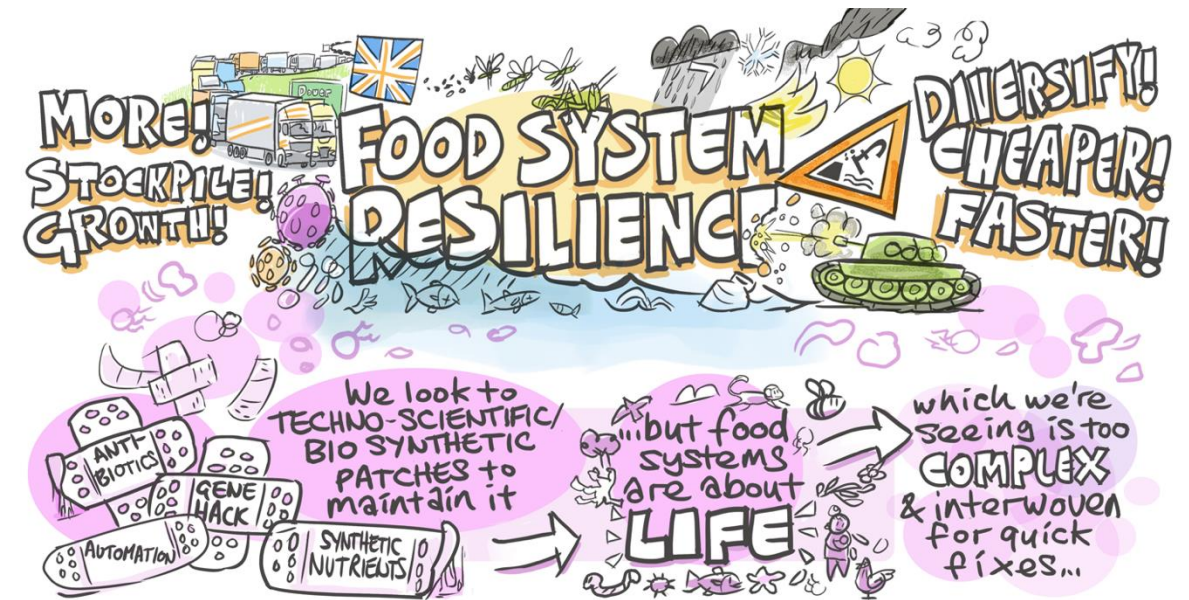 MORE!
STOCKPILE!
GROWTH!
Dover
FOOD SYSTEM
RESILIENCE
DIVERSIFY!
CHEAPER!
FASTER!
ANTI-
BIOTICS
GENE
HACK
AUTOMATION
SYNTHETIC
NUTRIENTS
We look to
TECHNO-SCIENTIFIC/
BIO SYNTHETIC
PATCHES to
maintain it
...but food
systems
are about
LIFE
which we're
seeing is too
COMPLEX
& interwoven
for quick
fixes...